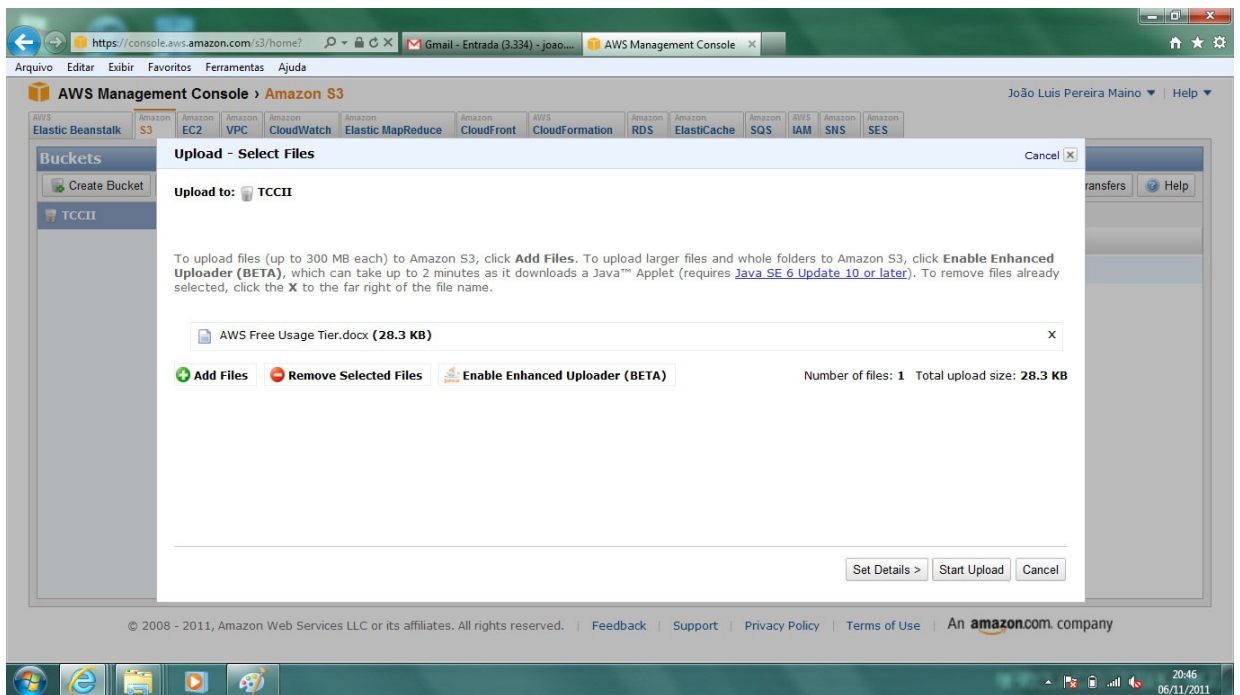 https://console.aws.amazon.com/s3/home?
Gmail - Entrada (3.334) - joao....
AWS Management Console
Arquivo Editar Exibir Favoritos Ferramentas Ajuda
AWS Management Console › Amazon S3
João Luis Pereira Maino Help
AWS Amazon Amazon Amazon Amazon Amazon Amazon AWS Amazon Amazon Amazon AWS Amazon Amazon
Elastic Beanstalk S3 EC2 VPC CloudWatch Elastic MapReduce CloudFront CloudFormation RDS ElastiCache SQS IAM SNS SES
Buckets
Upload - Select Files
Cancel
Create Bucket
Upload to: TCCII
ransfers Help
TCCII
To upload files (up to 300 MB each) to Amazon S3, click Add Files. To upload larger files and whole folders to Amazon S3, click Enable Enhanced
Uploader (BETA), which can take up to 2 minutes as it downloads a Java™ Applet (requires Java SE 6 Update 10 or later). To remove files already
selected, click the X to the far right of the file name.
AWS Free Usage Tier.docx (28.3 KB) X
Add Files Remove Selected Files Enable Enhanced Uploader (BETA) Number of files: 1 Total upload size: 28.3 KB
Set Details > Start Upload Cancel
© 2008 - 2011, Amazon Web Services LLC or its affiliates. All rights reserved. | Feedback | Support | Privacy Policy | Terms of Use | An amazon.com. company
20:46
06/11/2011